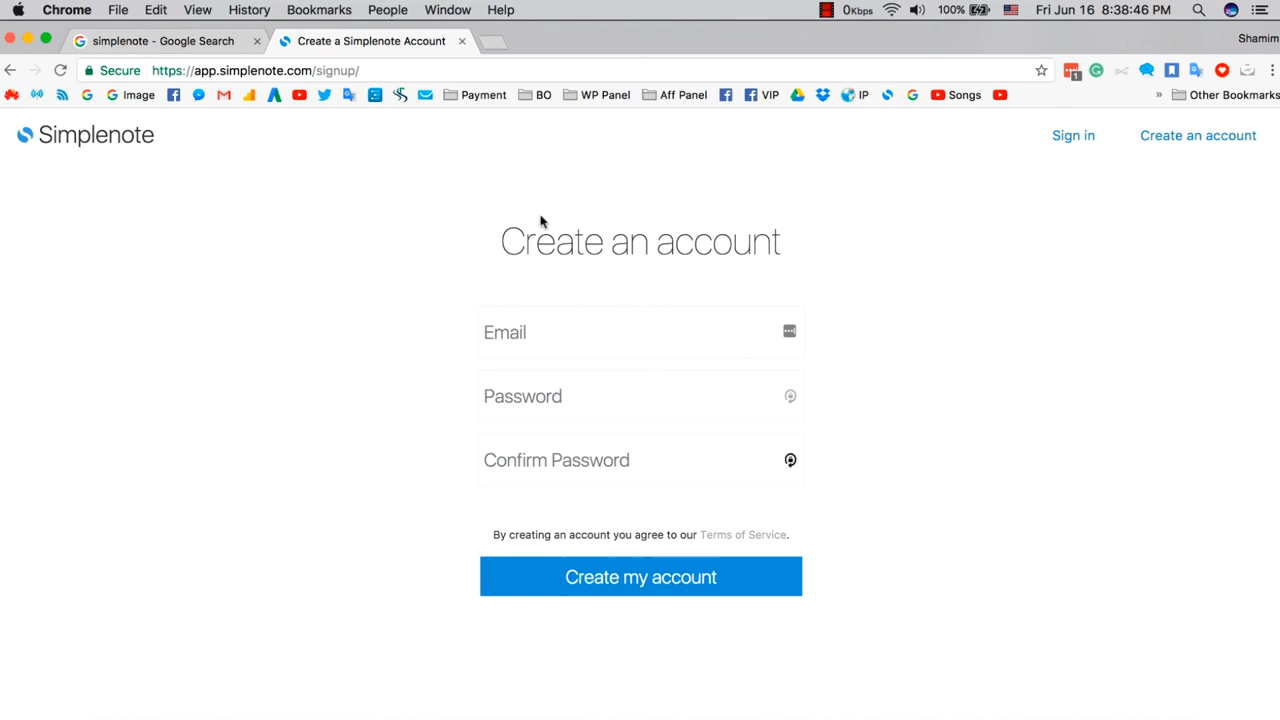 Chrome File Edit View History Bookmarks People Window Help 0Kbps 100% Fri Jun 16 8:38:46 PM
simplenote - Google Search Create a Simplenote Account Shamim
Secure https://app.simplenote.com/signup/ 1
Image Payment BO WP Panel Aff Panel VIP IP Songs » Other Bookmarks
Simplenote Sign in Create an account
Create an account
Email
Password
Confirm Password
By creating an account you agree to our Terms of Service.
Create my account